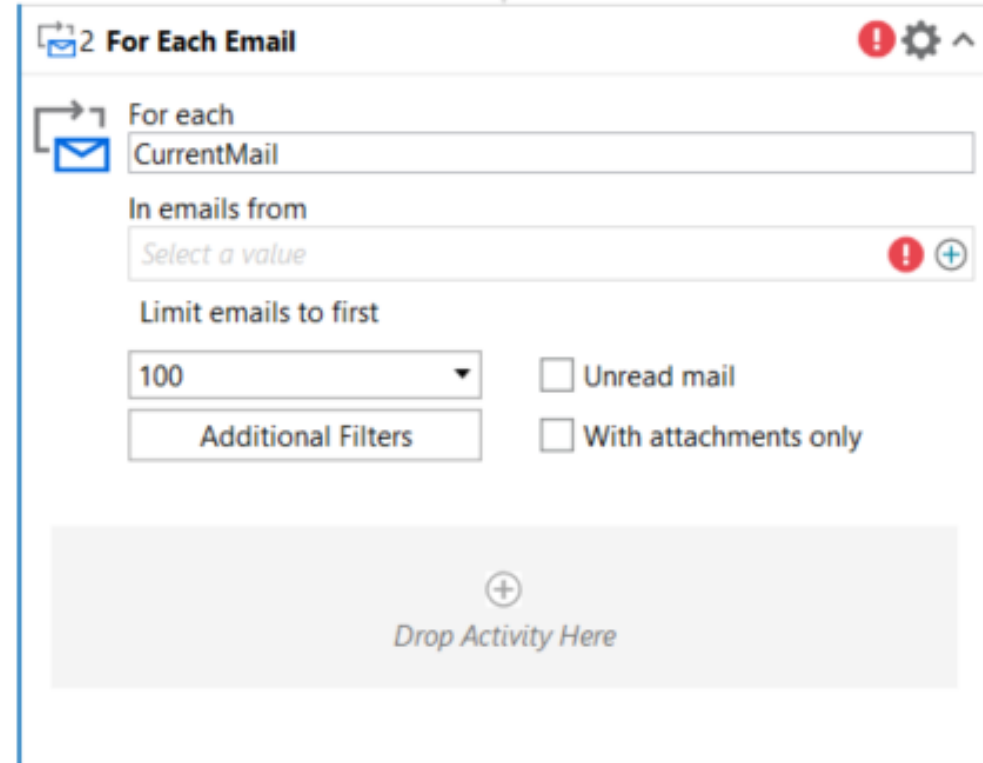 2 For Each Email
For each
CurrentMail
In emails from
Select a value
Limit emails to first
100
Unread mail
Additional Filters
With attachments only
Drop Activity Here